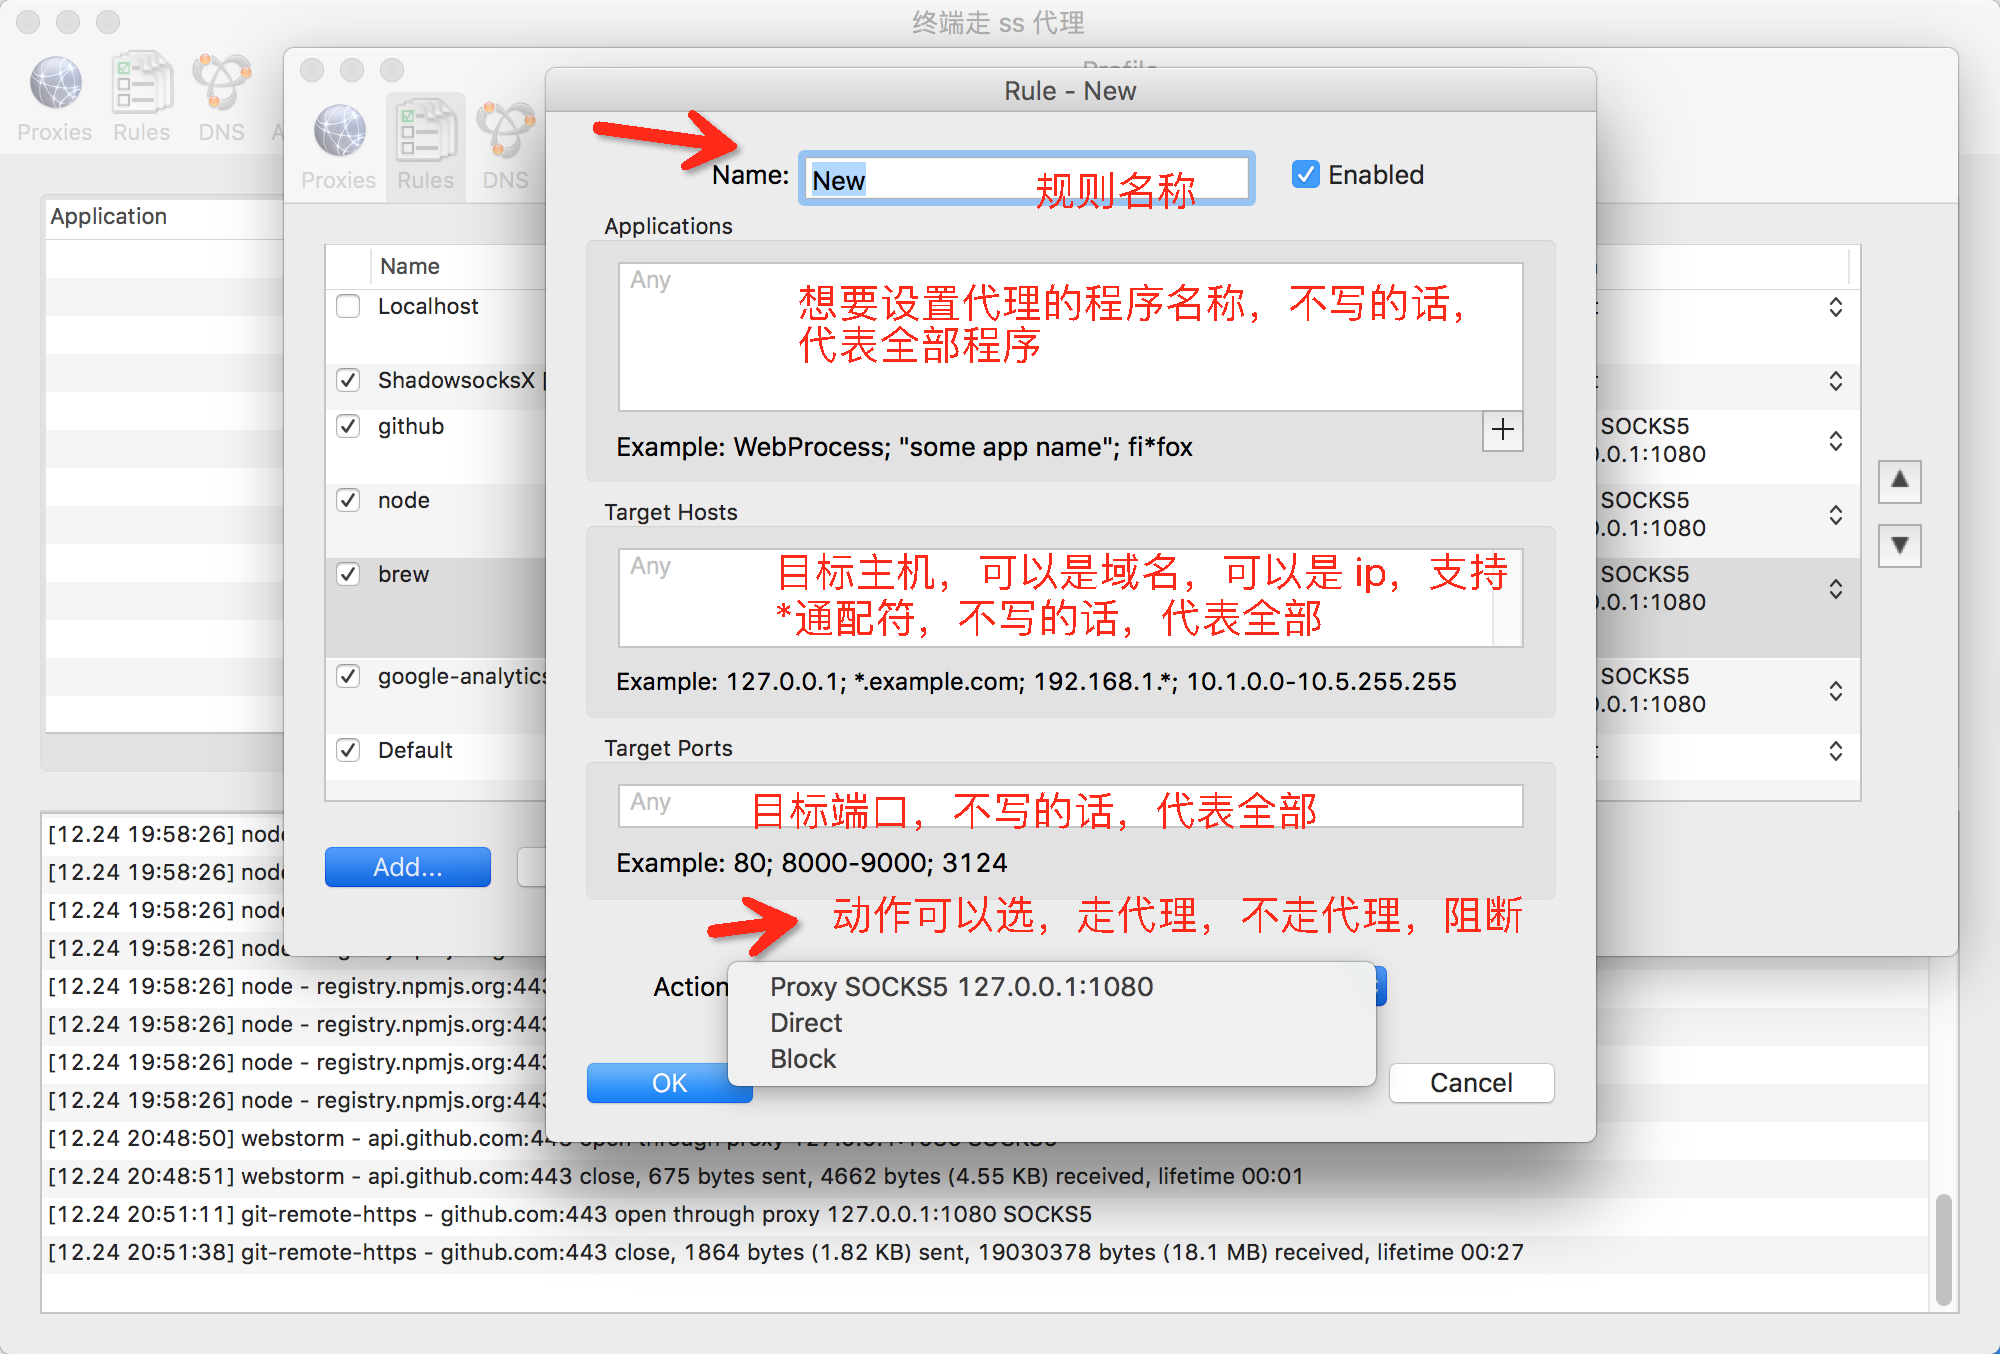 终端走 ss 代理
Proxies
Rules
DNS
Application
Proxies
Rules
DNS
Name
Localhost
ShadowsocksX
github
node
brew
google-analytics
Default
Add...
SOCKS5
.0.1:1080
SOCKS5
.0.1:1080
SOCKS5
.0.1:1080
SOCKS5
.0.1:1080
Rule - New
Name: New
规则名称
Enabled
Applications
Any
想要设置代理的程序名称，不写的话，
代表全部程序
Example: WebProcess; "some app name"; fi*fox
Target Hosts
Any
目标主机，可以是域名，可以是 ip，支持
*通配符，不写的话，代表全部
Example: 127.0.0.1; *.example.com; 192.168.1.*; 10.1.0.0-10.5.255.255
Target Ports
Any
目标端口，不写的话，代表全部
Example: 80; 8000-9000; 3124
动作可以选，走代理，不走代理，阻断
Action
Proxy SOCKS5 127.0.0.1:1080
Direct
Block
OK
Cancel
[12.24 19:58:26] node
[12.24 19:58:26] node
[12.24 19:58:26] node
[12.24 19:58:26] node
[12.24 19:58:26] node - registry.npmjs.org:443
[12.24 19:58:26] node - registry.npmjs.org:443
[12.24 19:58:26] node - registry.npmjs.org:443
[12.24 19:58:26] node - registry.npmjs.org:443
[12.24 20:48:50] webstorm - api.github.com:443 open through proxy 127.0.0.1:1080 SOCKS5
[12.24 20:48:51] webstorm - api.github.com:443 close, 675 bytes sent, 4662 bytes (4.55 KB) received, lifetime 00:01
[12.24 20:51:11] git-remote-https - github.com:443 open through proxy 127.0.0.1:1080 SOCKS5
[12.24 20:51:38] git-remote-https - github.com:443 close, 1864 bytes (1.82 KB) sent, 19030378 bytes (18.1 MB) received, lifetime 00:27